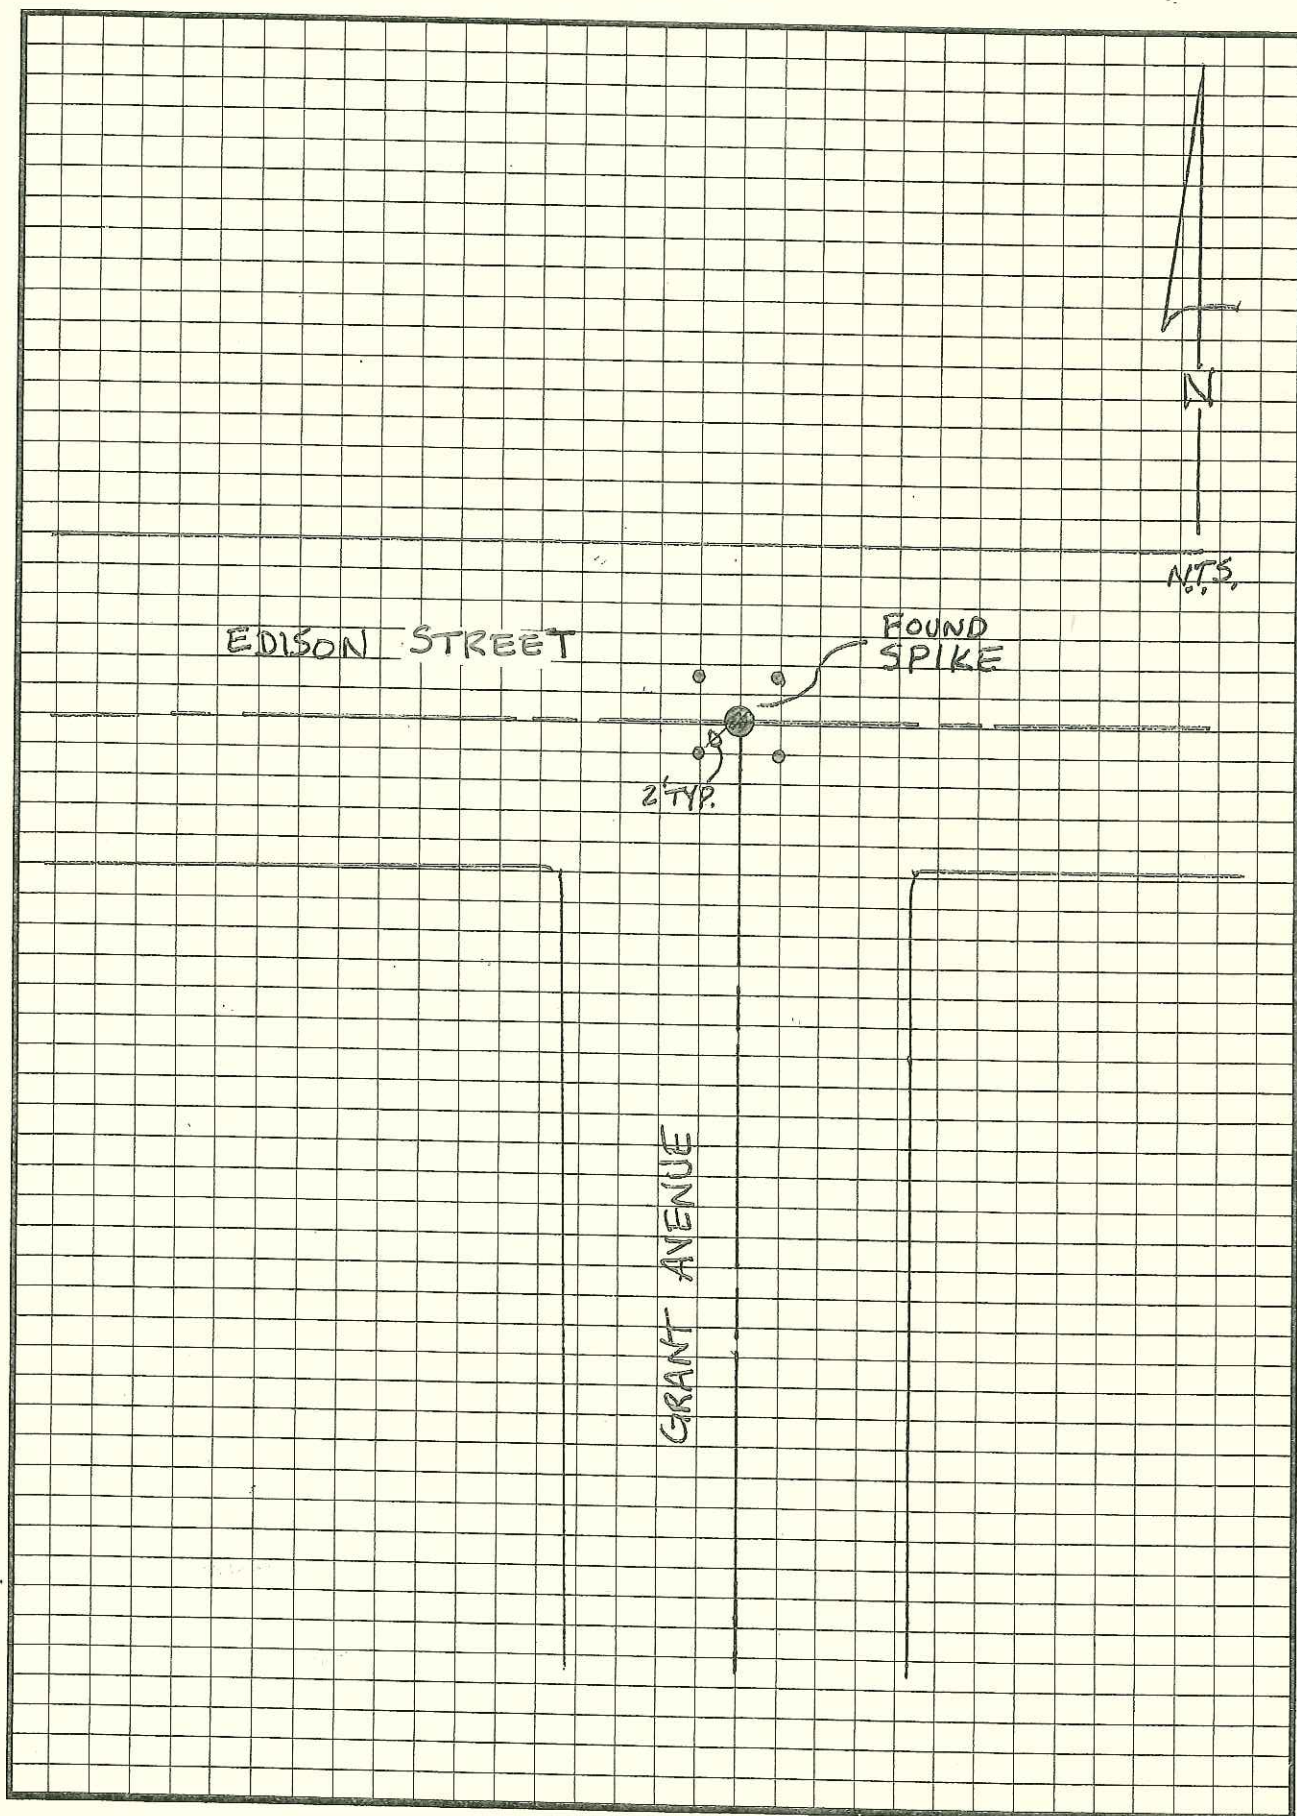 N
N.T.S.
EDISON STREET
FOUND
SPIKE
2' TYP.
GRANT AVENUE